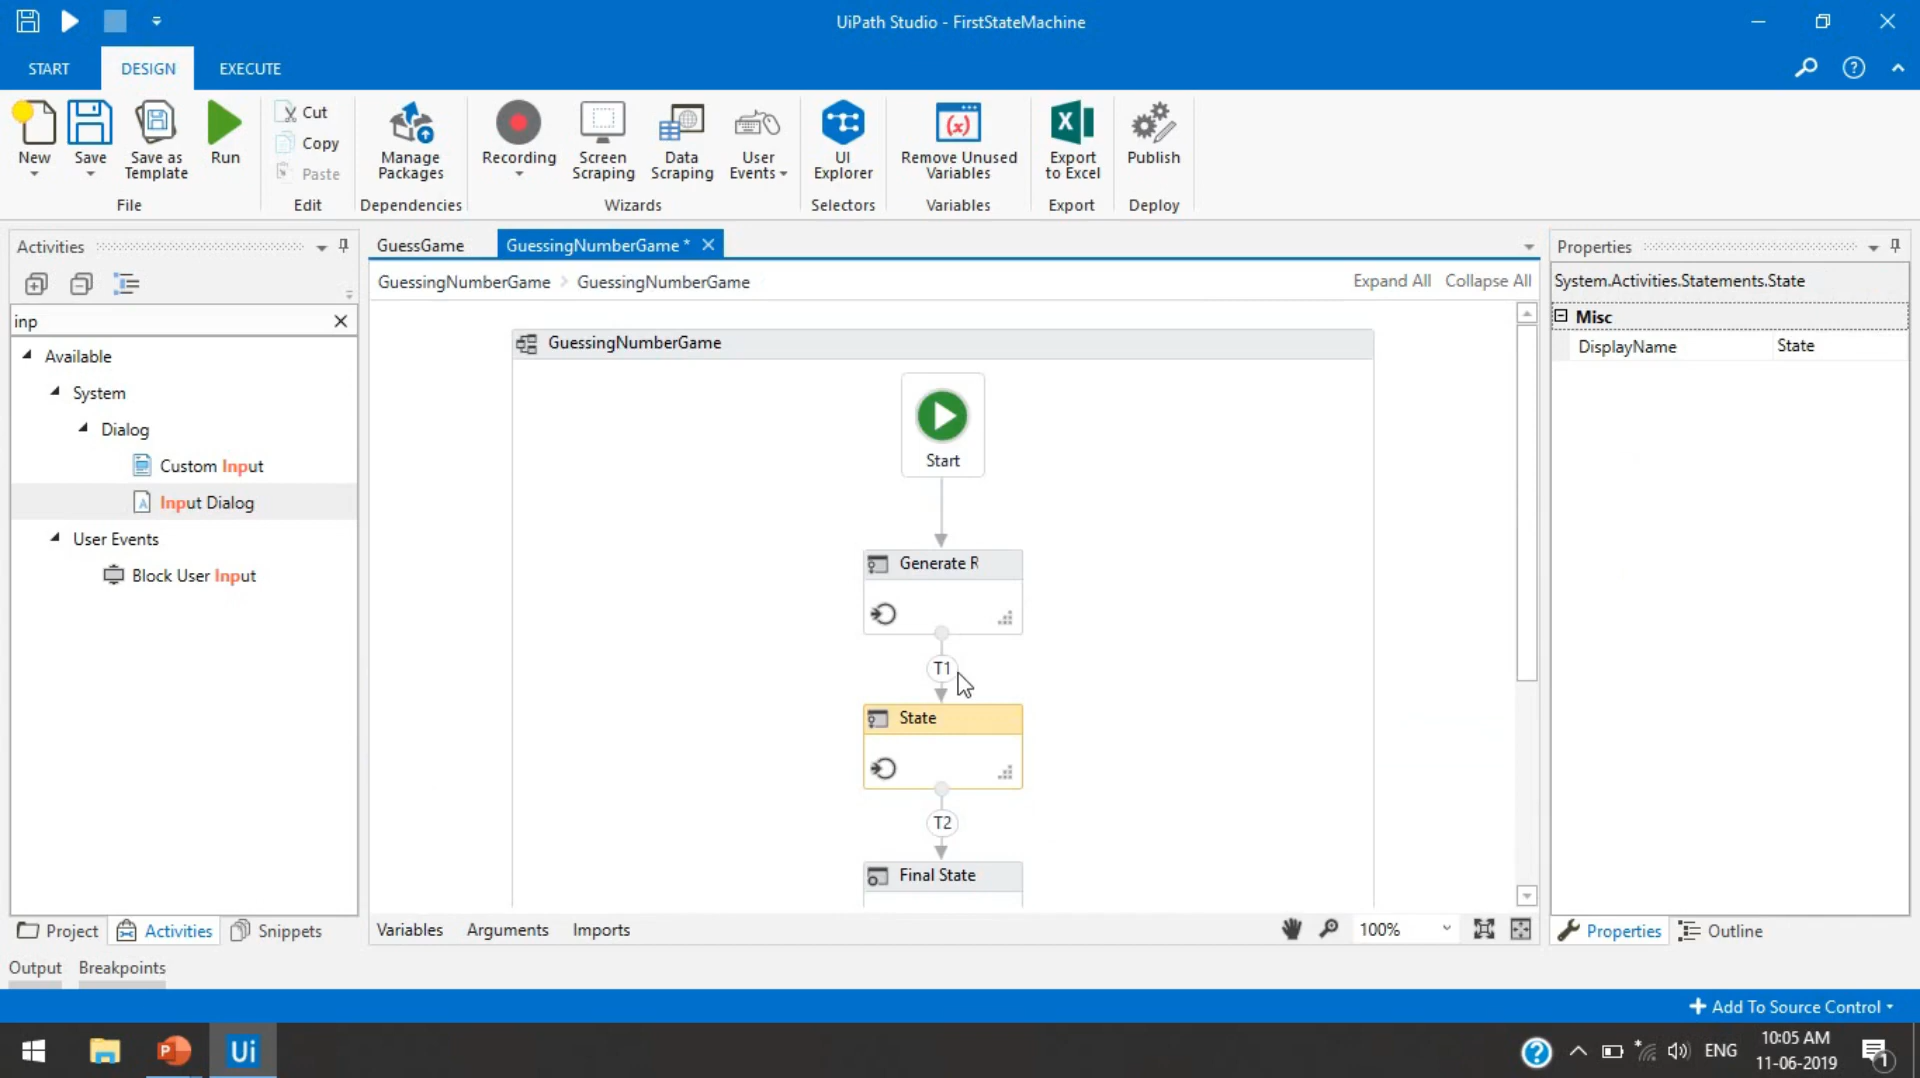 UiPath Studio - FirstStateMachine
START DESIGN EXECUTE
New Save Save as Template Run
Cut
Copy
Paste
Manage Packages
Recording Screen Scraping Data Scraping User Events
UI Explorer
Remove Unused Variables
Export to Excel
Publish
File Edit Dependencies Wizards Selectors Variables Export Deploy
Activities
GuessGame GuessingNumberGame *
Properties
GuessingNumberGame > GuessingNumberGame
Expand All Collapse All
System.Activities.Statements.State
inp
Misc
DisplayName State
Available
System
Dialog
Custom Input
Input Dialog
User Events
Block User Input
GuessingNumberGame
Start
Generate R
T1
State
T2
Final State
Project Activities Snippets
Variables Arguments Imports
100%
Properties Outline
Output Breakpoints
Add To Source Control
P
Ui
ENG
10:05 AM
11-06-2019
1